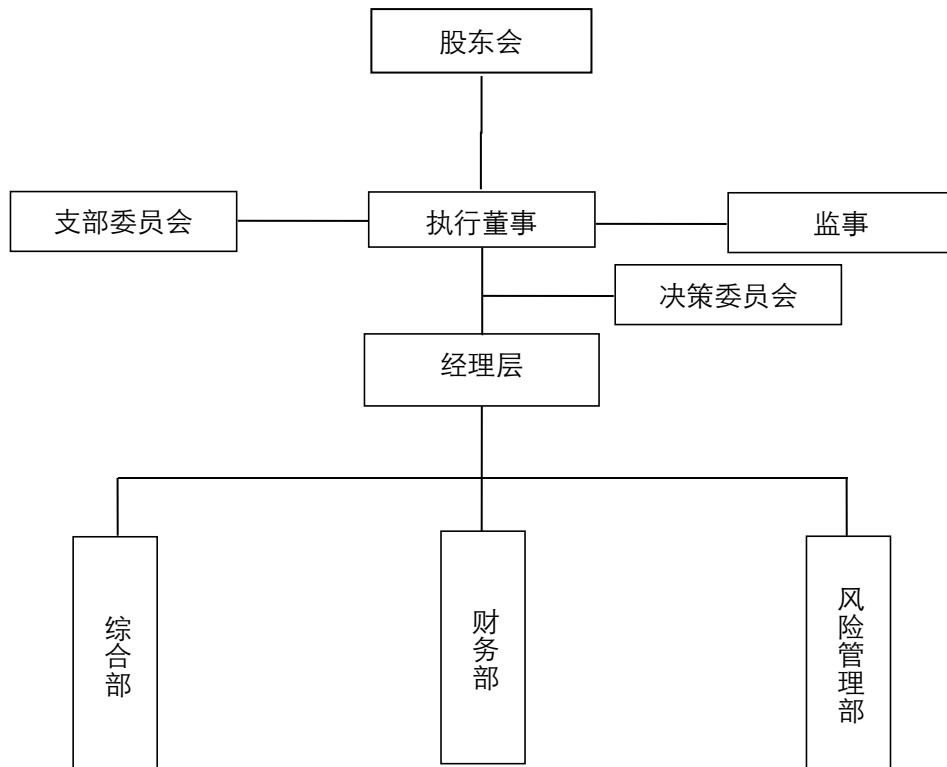 股东会
支部委员会
执行董事
监事
决策委员会
经理层
综合部
财务部
风险管理部